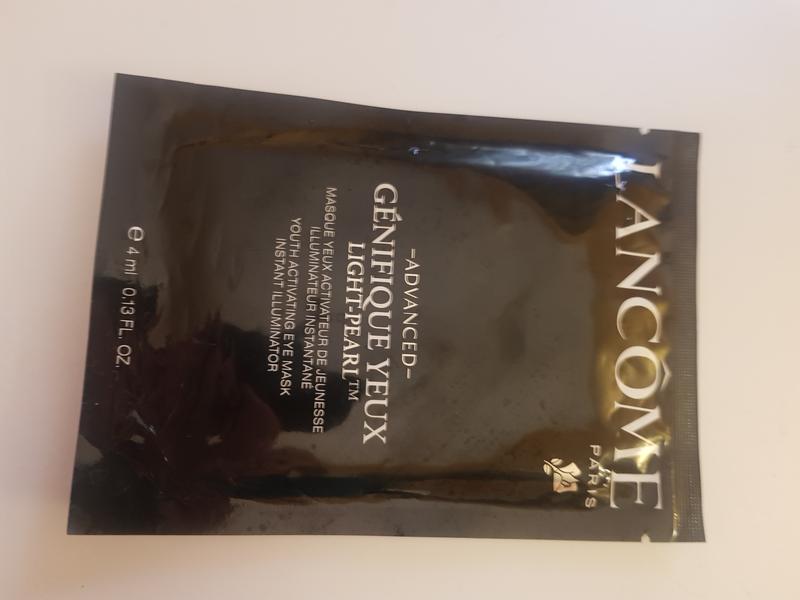 LANCÔME
PARIS
-ADVANCED-
GÉNIFIQUE YEUX
LIGHT-PEARL™
MASQUE YEUX ACTIVATEUR DE JEUNESSE
ILLUMINATEUR INSTANTANÉ
YOUTH ACTIVATING EYE MASK
INSTANT ILLUMINATOR
℮ 4 ml 0.13 FL. OZ.